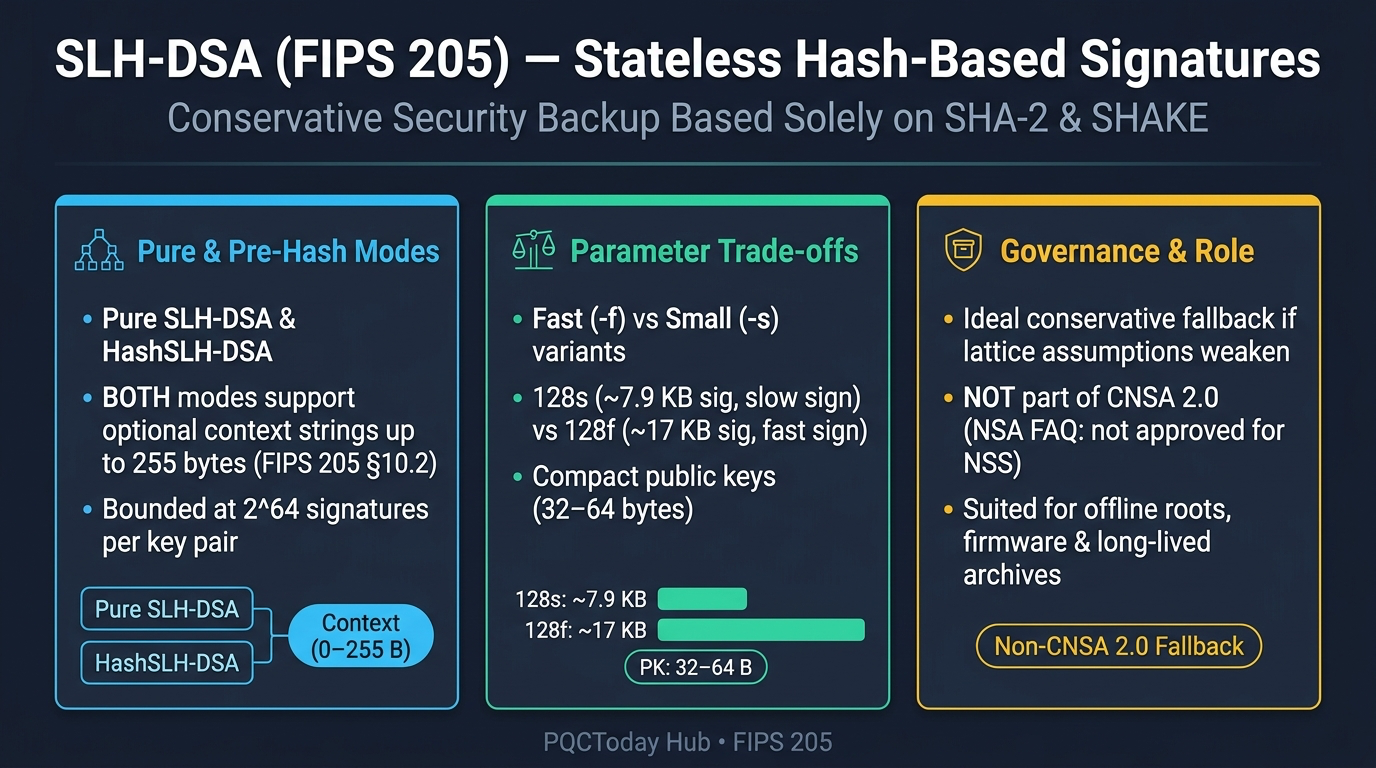 SLH-DSA (FIPS 205) — Stateless Hash-Based Signatures
Conservative Security Backup Based Solely on SHA-2 & SHAKE
Pure & Pre-Hash Modes
• Pure SLH-DSA &
HashSLH-DSA
• BOTH modes support
optional context strings up
to 255 bytes (FIPS 205 §10.2)
• Bounded at 2^64 signatures
per key pair
Pure SLH-DSA
HashSLH-DSA
Context
(0–255 B)
Parameter Trade-offs
• Fast (-f) vs Small (-s)
variants
• 128s (~7.9 KB sig, slow sign)
vs 128f (~17 KB sig, fast sign)
• Compact public keys
(32–64 bytes)
128s: ~7.9 KB
128f: ~17 KB
PK: 32–64 B
Governance & Role
• Ideal conservative fallback if
lattice assumptions weaken
• NOT part of CNSA 2.0
(NSA FAQ: not approved for
NSS)
• Suited for offline roots,
firmware & long-lived
archives
Non-CNSA 2.0 Fallback
PQCToday Hub • FIPS 205